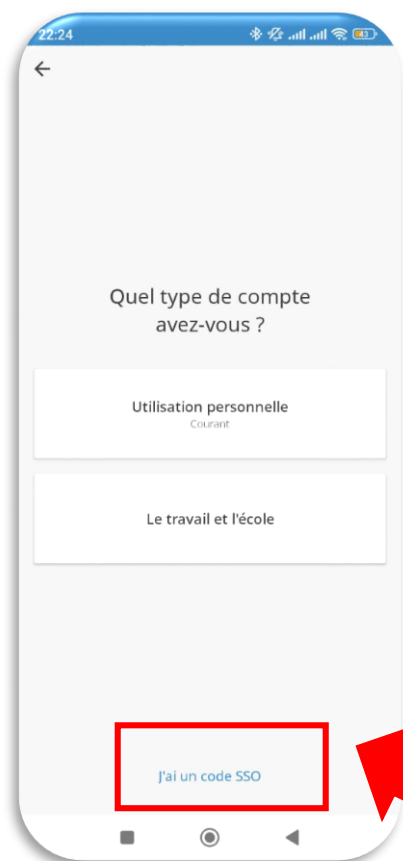 22:24
43
Quel type de compte
avez-vous ?
Utilisation personnelle
Courant
Le travail et l'école
J'ai un code SSO